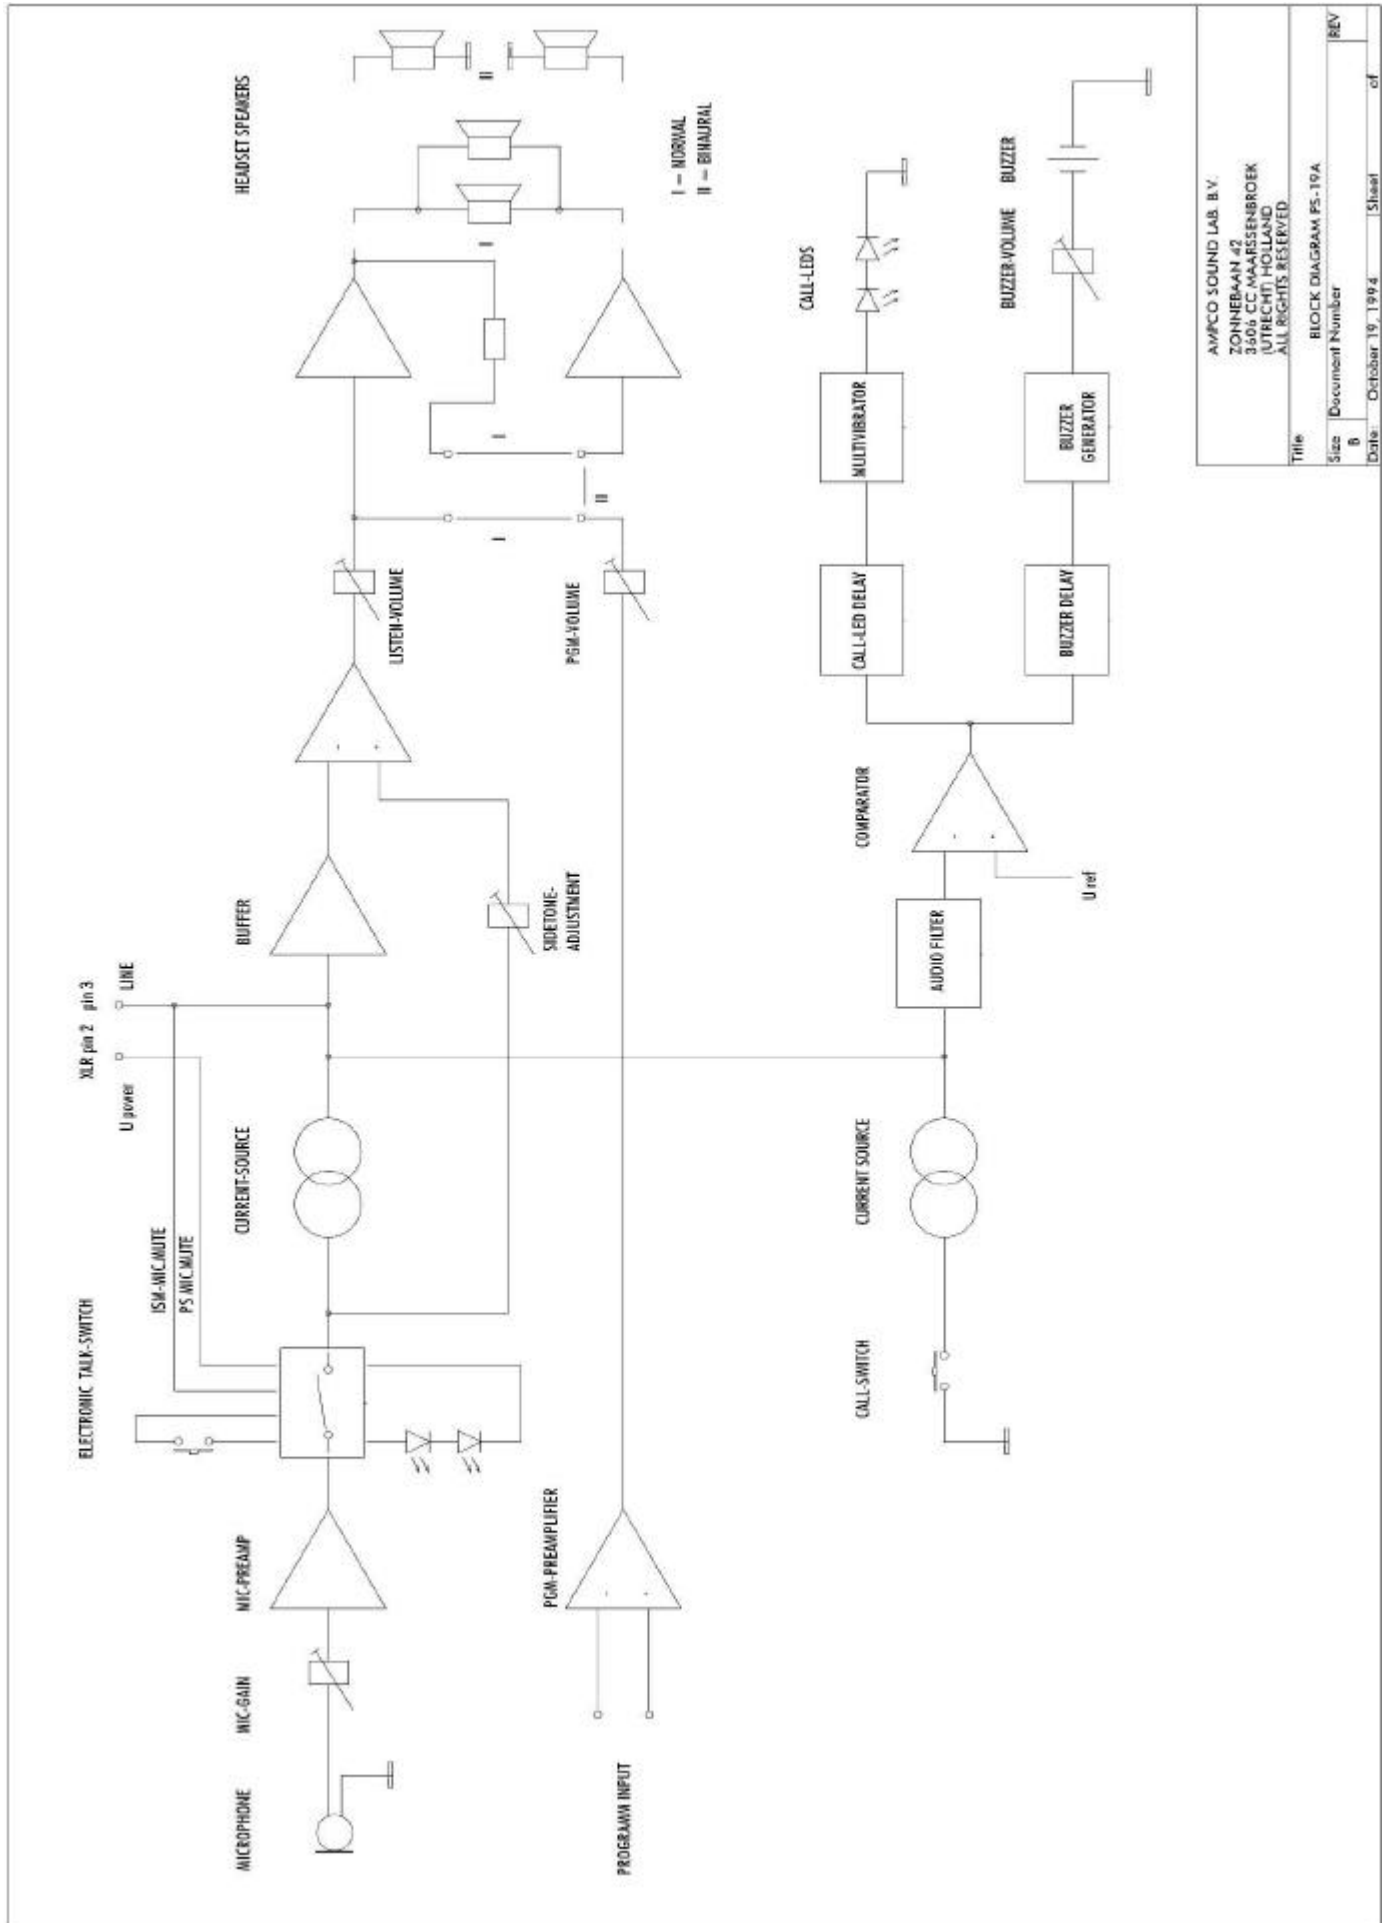 ELECTRONIC TALK-SWITCH
XLR pin 2 pin 3
U power
LINE
ISM-MIC.MUTE
PS MIC.MUTE
HEADSET SPEAKERS
MICROPHONE
MIC-GAIN
MIC-PREAMP
CURRENT-SOURCE
BUFFER
LISTEN-VOLUME
I
I
I
II
II
SIDETONE-
ADJUSTMENT
PROGRAMM INPUT
PGM-PREAMPLIFIER
PGM-VOLUME
I – NORMAL
II – BINAURAL
CALL-SWITCH
CURRENT SOURCE
AUDIO FILTER
COMPARATOR
U ref
CALL-LED DELAY
MULTIVIBRATOR
CALL-LEDS
BUZZER DELAY
BUZZER
GENERATOR
BUZZER-VOLUME
BUZZER
AMPCO SOUND LAB. B.V.
ZONNEBAAN 42
3606 CC MAARSSENBROEK
(UTRECHT) HOLLAND
ALL RIGHTS RESERVED
Title
BLOCK DIAGRAM PS-19A
Size Document Number REV
B
Date: October 19, 1994 Sheet of